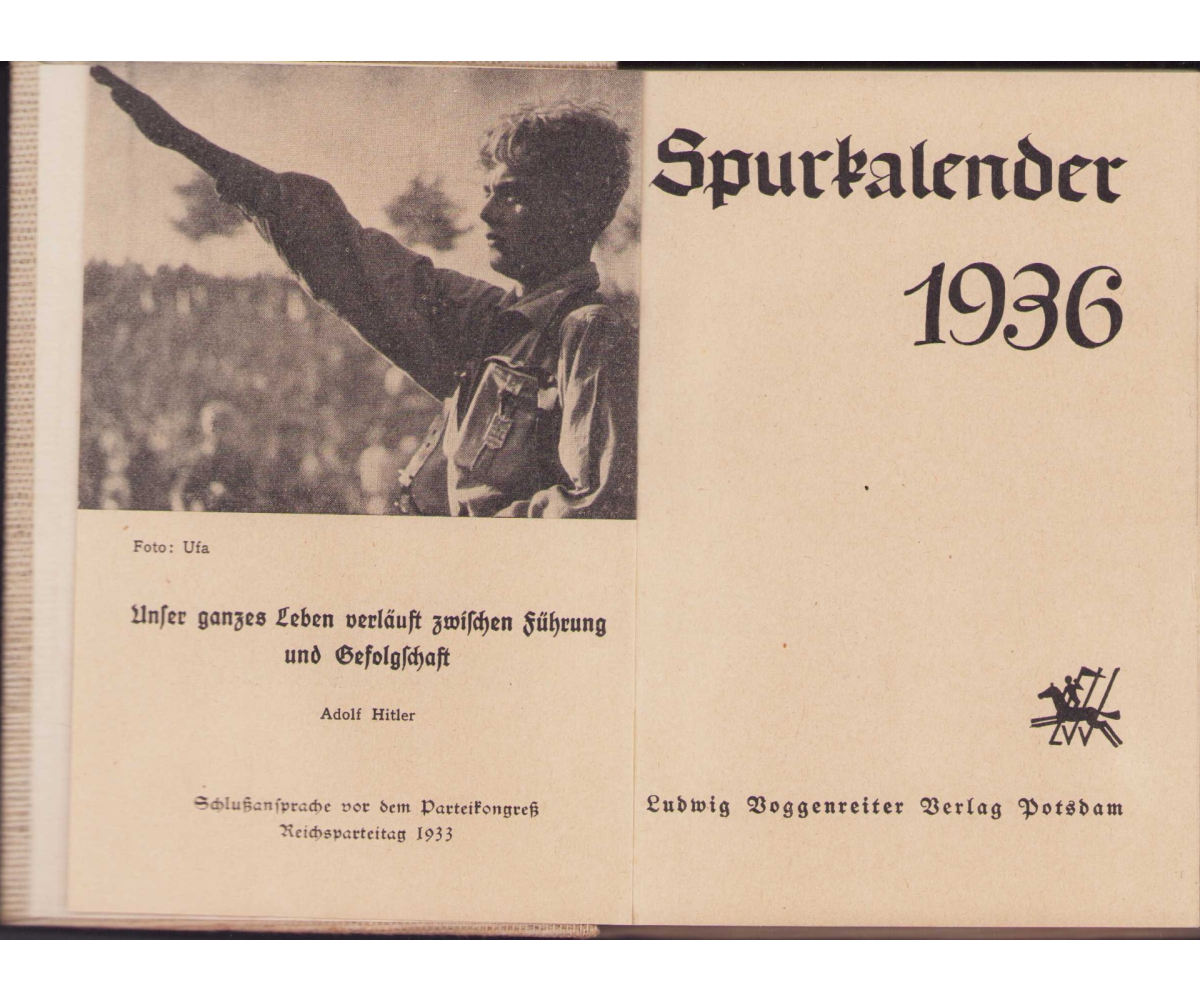 Foto: Ufa
Unser ganzes Leben verläuft zwischen Führung
und Gefolgschaft
Adolf Hitler
Schlußansprache vor dem Parteikongreß
Reichsparteitag 1933
Spurkalender
1936
LVV
Ludwig Voggenreiter Verlag Potsdam